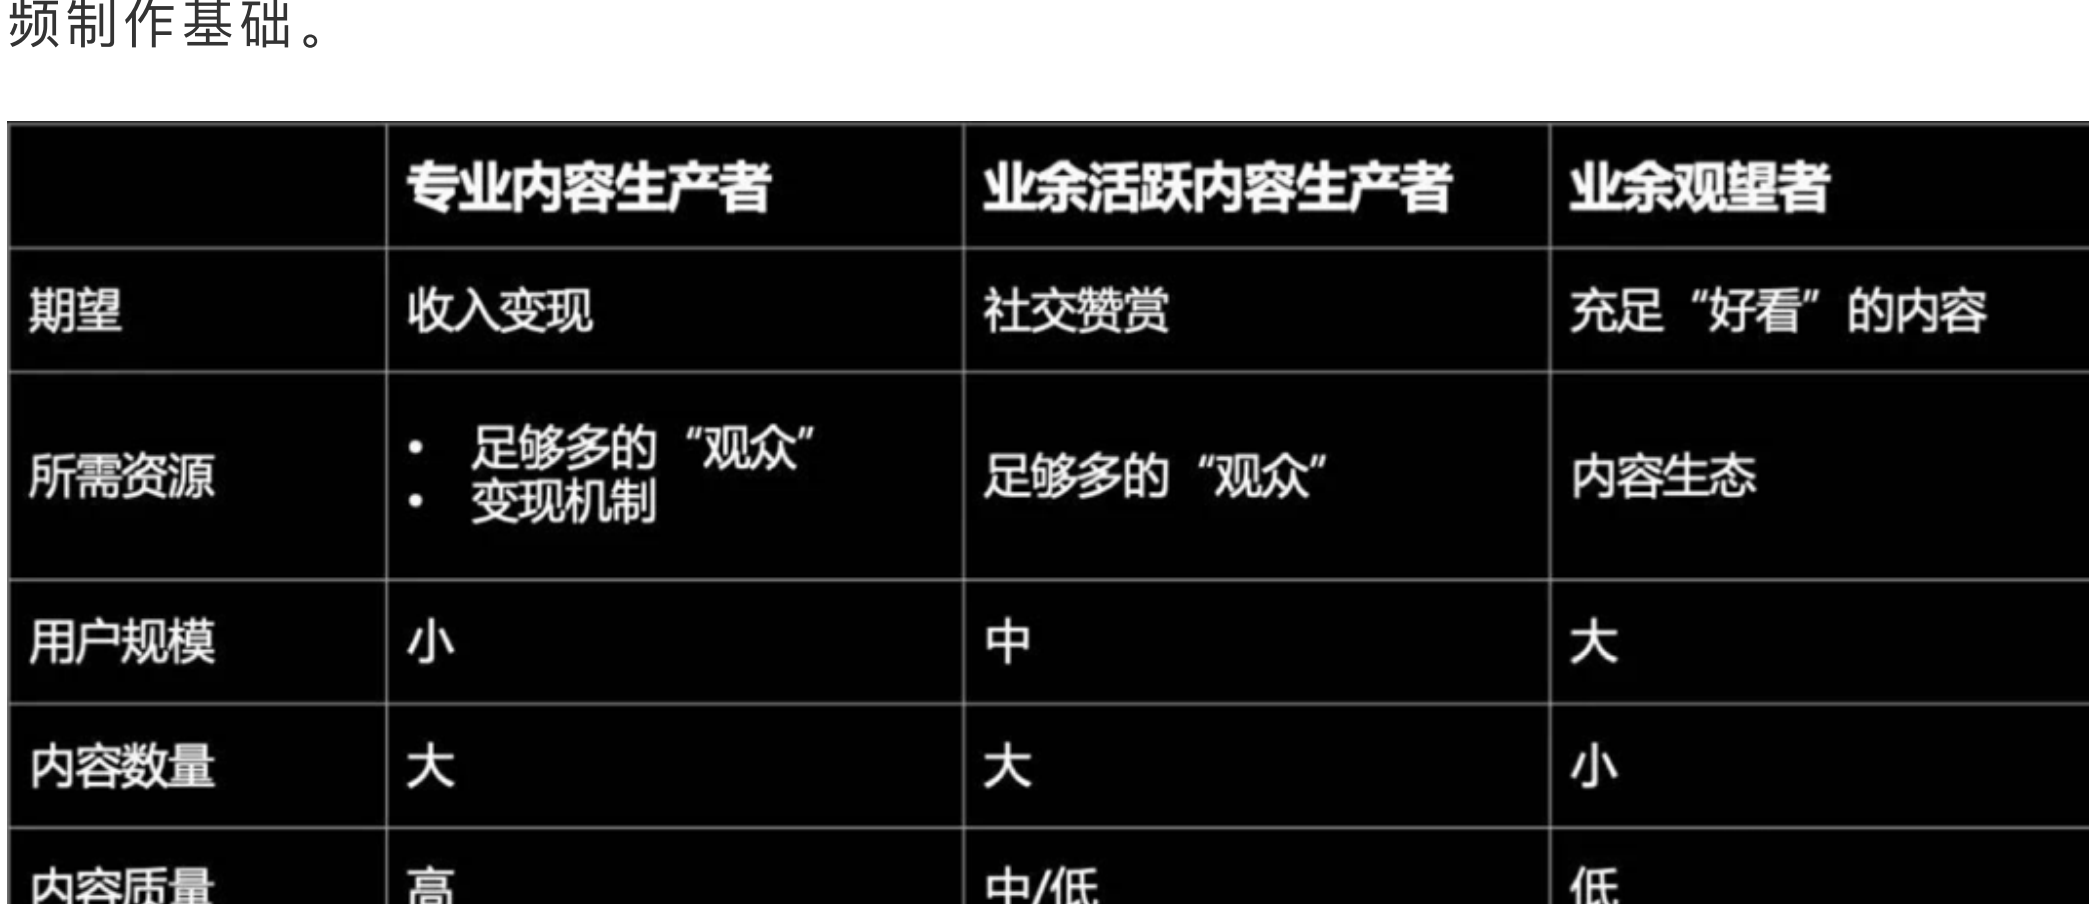 频制作基础。
专业内容生产者 业余活跃内容生产者 业余观望者
期望 收入变现 社交赞赏 充足“好看”的内容
所需资源 • 足够多的“观众” 足够多的“观众” 内容生态
• 变现机制
用户规模 小 中 大
内容数量 大 大 小
内容质量 高 中/低 低